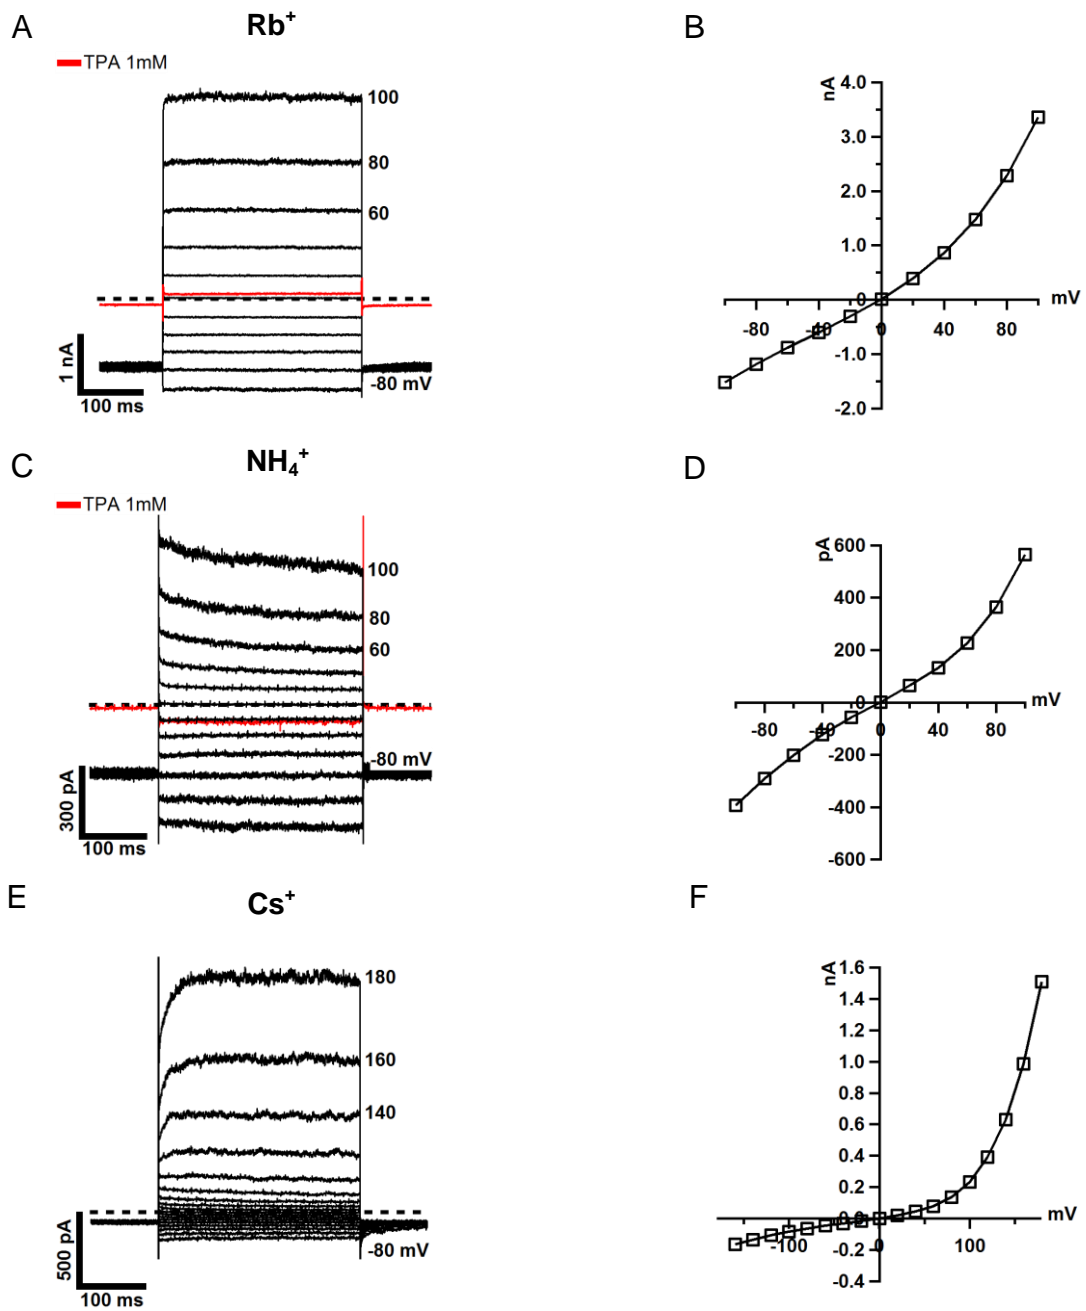 A
Rb+
TPA 1mM
100
80
60
-80 mV
1 nA
100 ms
B
nA
4.0
3.0
2.0
1.0
0
-1.0
-2.0
-80
-40
0
40
80
mV
C
NH4+
TPA 1mM
100
80
60
-80 mV
300 pA
100 ms
D
pA
600
400
200
0
-200
-400
-600
-80
-40
0
40
80
mV
E
Cs+
180
160
140
-80 mV
500 pA
100 ms
F
nA
1.6
1.4
1.2
1.0
0.8
0.6
0.4
0.2
0.0
-0.2
-0.4
-100
0
100
mV